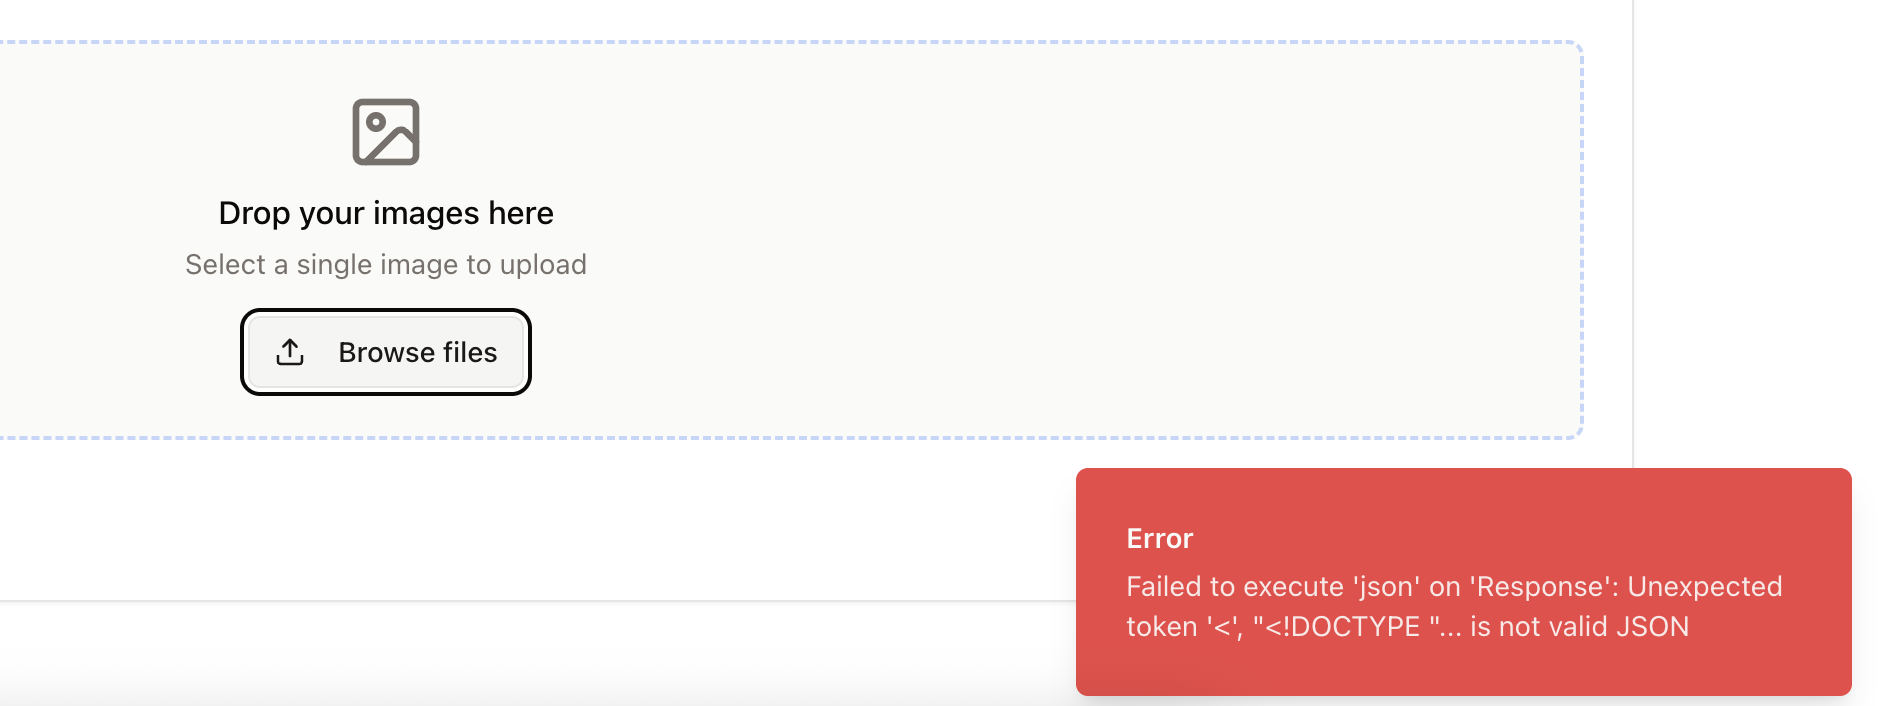 Drop your images here
Select a single image to upload
Browse files
Error
Failed to execute 'json' on 'Response': Unexpected
token '<', "<!DOCTYPE "... is not valid JSON